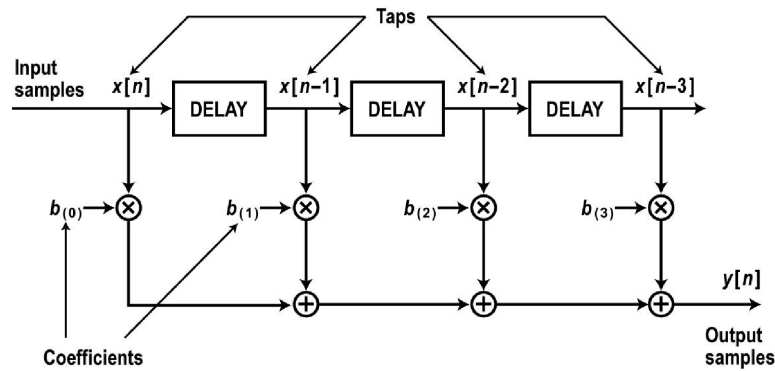 Taps
Input samples
x[n]
x[n–1]
x[n–2]
x[n–3]
DELAY
DELAY
DELAY
b(0)
b(1)
b(2)
b(3)
y[n]
Coefficients
Output samples